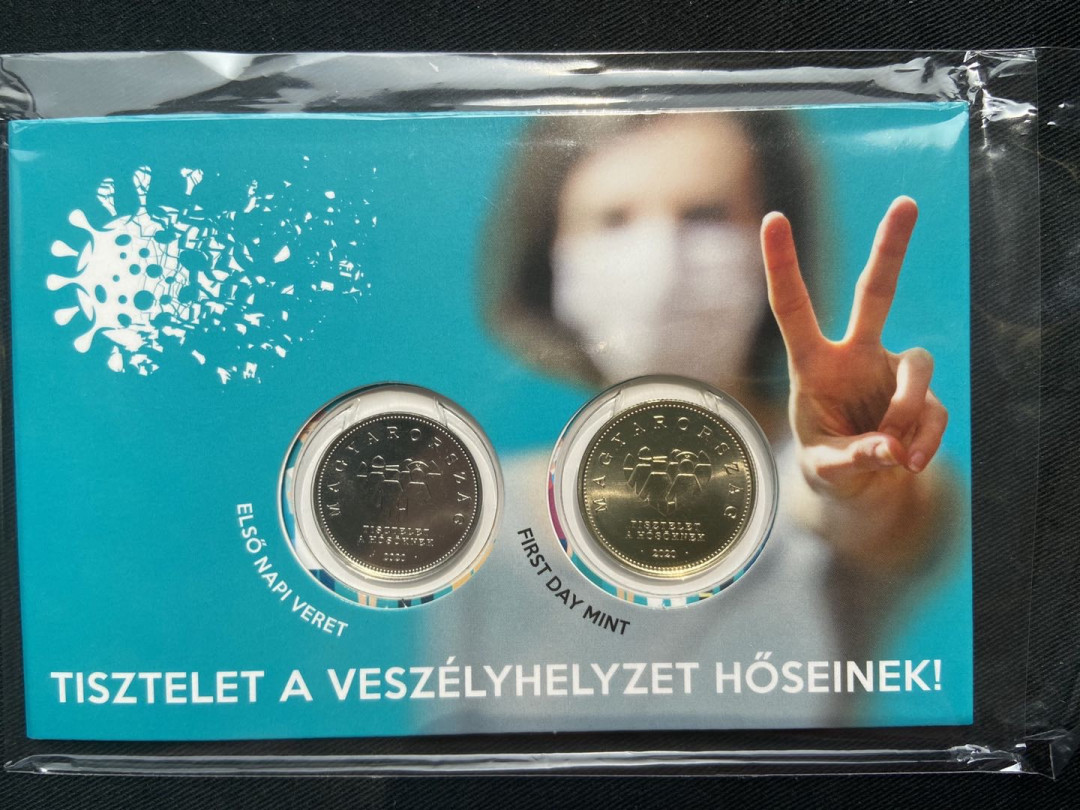 MAGYARORSZÁG
TISZTELET
A HŐSÖKNEK
2020
MAGYARORSZÁG
TISZTELET
A HŐSÖKNEK
2020
ELSŐ NAPI VERET
FIRST DAY MINT
TISZTELET A VESZÉLYHELYZET HŐSEINEK!